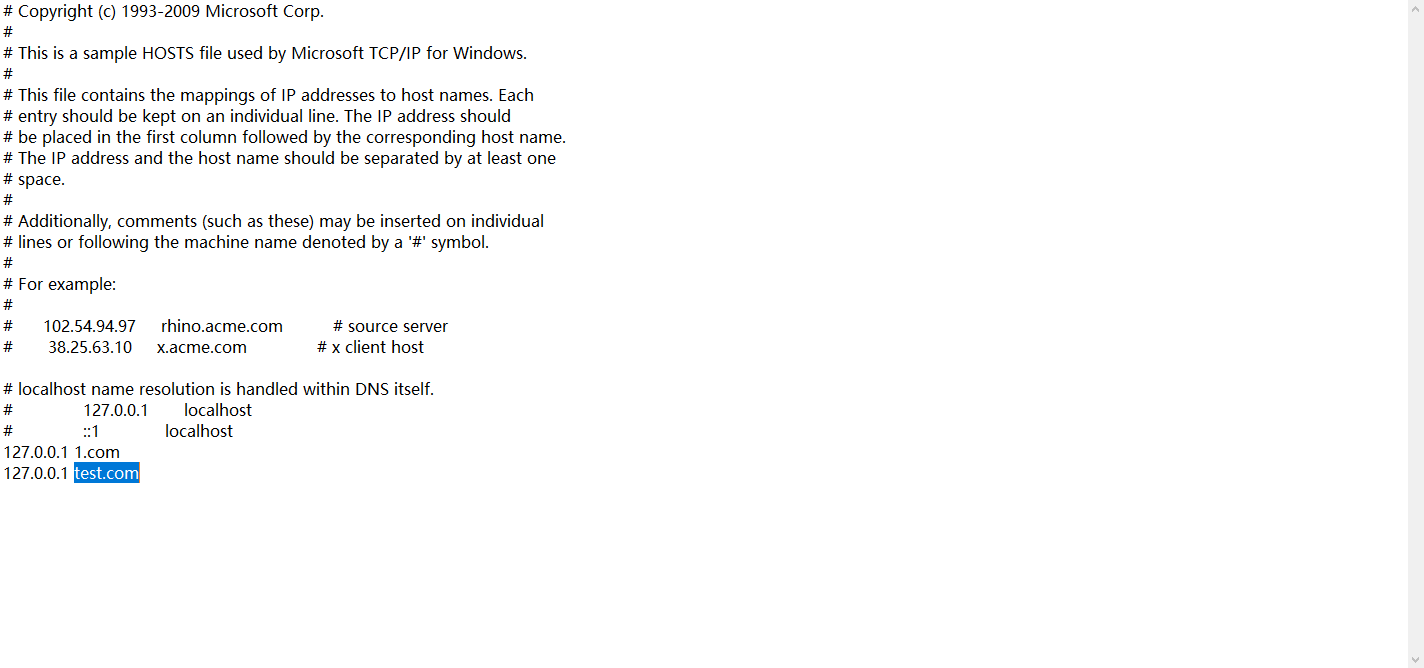 # Copyright (c) 1993-2009 Microsoft Corp.
#
# This is a sample HOSTS file used by Microsoft TCP/IP for Windows.
#
# This file contains the mappings of IP addresses to host names. Each
# entry should be kept on an individual line. The IP address should
# be placed in the first column followed by the corresponding host name.
# The IP address and the host name should be separated by at least one
# space.
#
# Additionally, comments (such as these) may be inserted on individual
# lines or following the machine name denoted by a '#' symbol.
#
# For example:
#
#      102.54.94.97     rhino.acme.com          # source server
#       38.25.63.10     x.acme.com              # x client host

# localhost name resolution is handled within DNS itself.
#              127.0.0.1       localhost
#              ::1             localhost
127.0.0.1 1.com
127.0.0.1 test.com